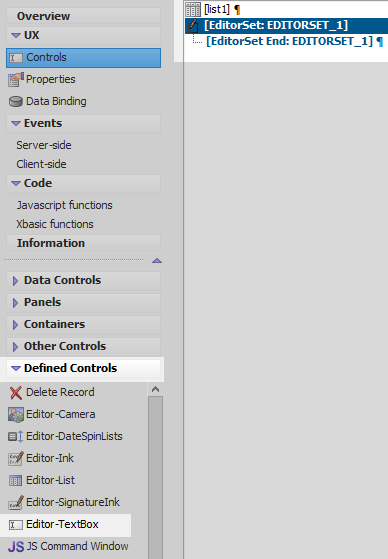 Overview
UX
Controls
Properties
Data Binding
Events
Server-side
Client-side
Code
Javascript functions
Xbasic functions
Information
Data Controls
Panels
Containers
Other Controls
Defined Controls
Delete Record
Editor-Camera
Editor-DateSpinLists
Editor-Ink
Editor-List
Editor-SignatureInk
Editor-TextBox
JS JS Command Window
[list1] ¶
[EditorSet: EDITORSET_1]
[EditorSet End: EDITORSET_1] ¶